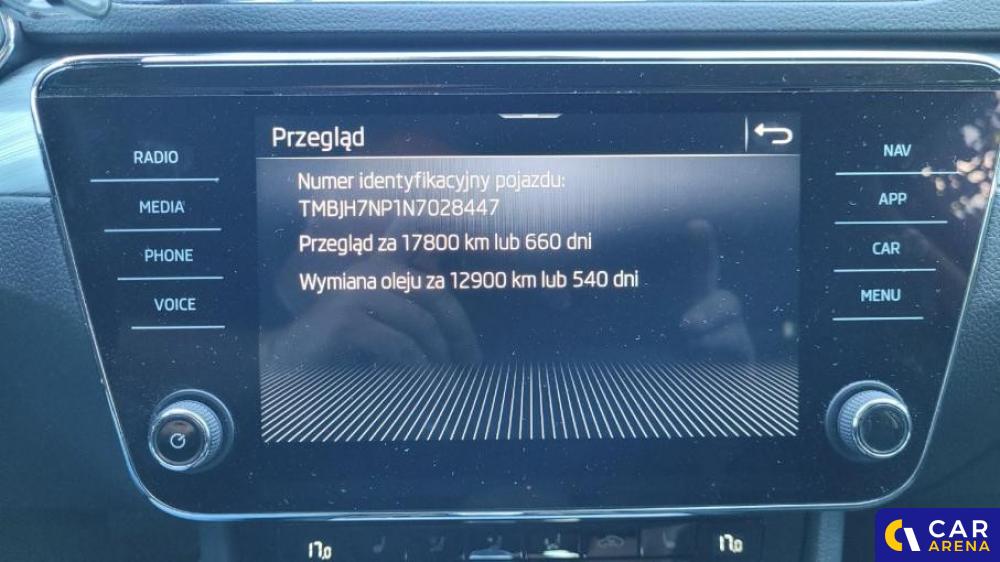 Przegląd
RADIO
MEDIA
PHONE
VOICE
Numer identyfikacyjny pojazdu:
TMBJH7NP1N7028447
Przegląd za 17800 km lub 660 dni
Wymiana oleju za 12900 km lub 540 dni
NAV
APP
CAR
MENU
17.0
17.0
CAR
ARENA